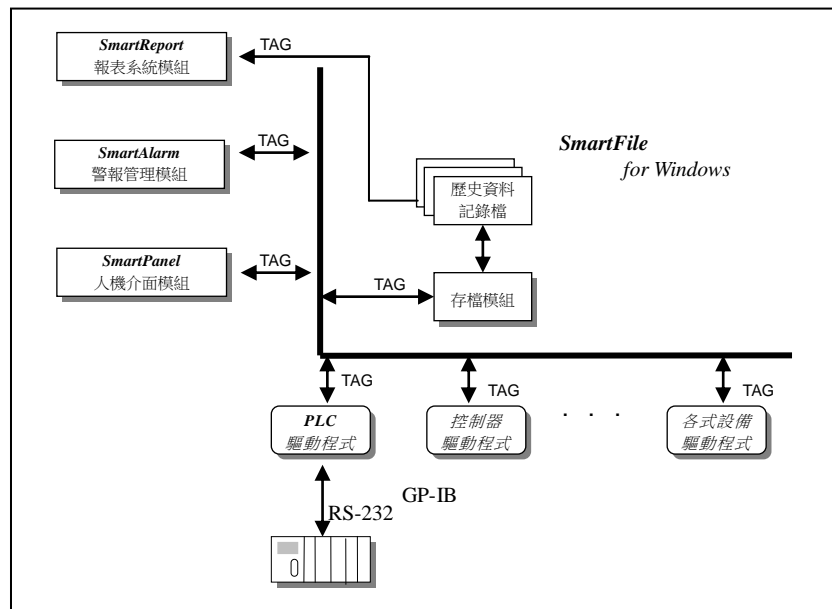 SmartReport
報表系統模組
TAG
SmartAlarm
警報管理模組
TAG
SmartFile
for Windows
歷史資料
記錄檔
SmartPanel
人機介面模組
TAG
TAG
存檔模組
TAG
TAG
TAG
PLC
驅動程式
控制器
驅動程式
. . .
各式設備
驅動程式
GP-IB
RS-232